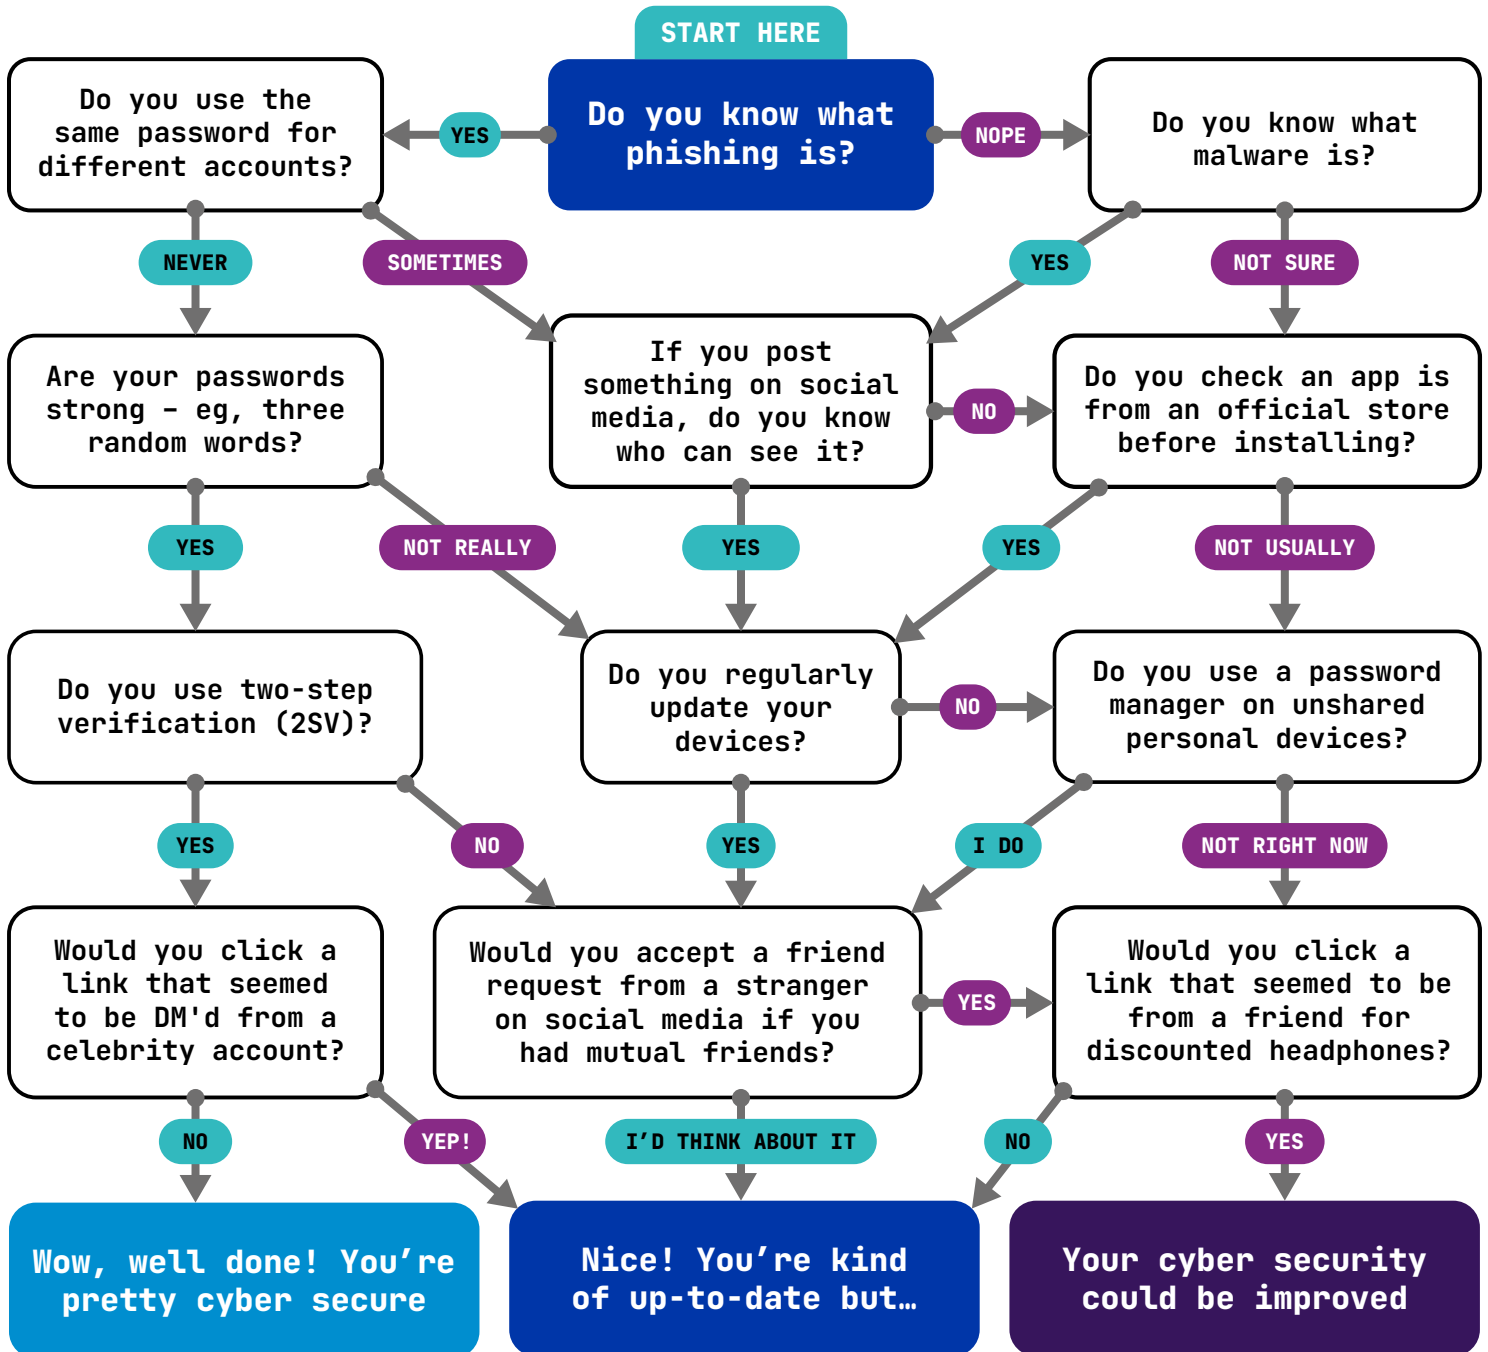 START HERE
Do you use the
same password for
different accounts?
YES
Do you know what
phishing is?
NOPE
Do you know what
malware is?
NEVER
SOMETIMES
YES
NOT SURE
Are your passwords
strong – eg, three
random words?
If you post
something on social
media, do you know
who can see it?
NO
Do you check an app is
from an official store
before installing?
YES
NOT REALLY
YES
YES
NOT USUALLY
Do you use two-step
verification (2SV)?
Do you regularly
update your
devices?
NO
Do you use a password
manager on unshared
personal devices?
YES
NO
YES
I DO
NOT RIGHT NOW
Would you click a
link that seemed
to be DM'd from a
celebrity account?
Would you accept a friend
request from a stranger
on social media if you
had mutual friends?
YES
Would you click a
link that seemed to be
from a friend for
discounted headphones?
NO
YEP!
I’D THINK ABOUT IT
NO
YES
Wow, well done! You’re
pretty cyber secure
Nice! You’re kind
of up-to-date but…
Your cyber security
could be improved